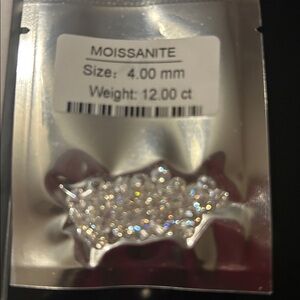 MOISSANITE
Size: 4.00 mm
Weight: 12.00 ct